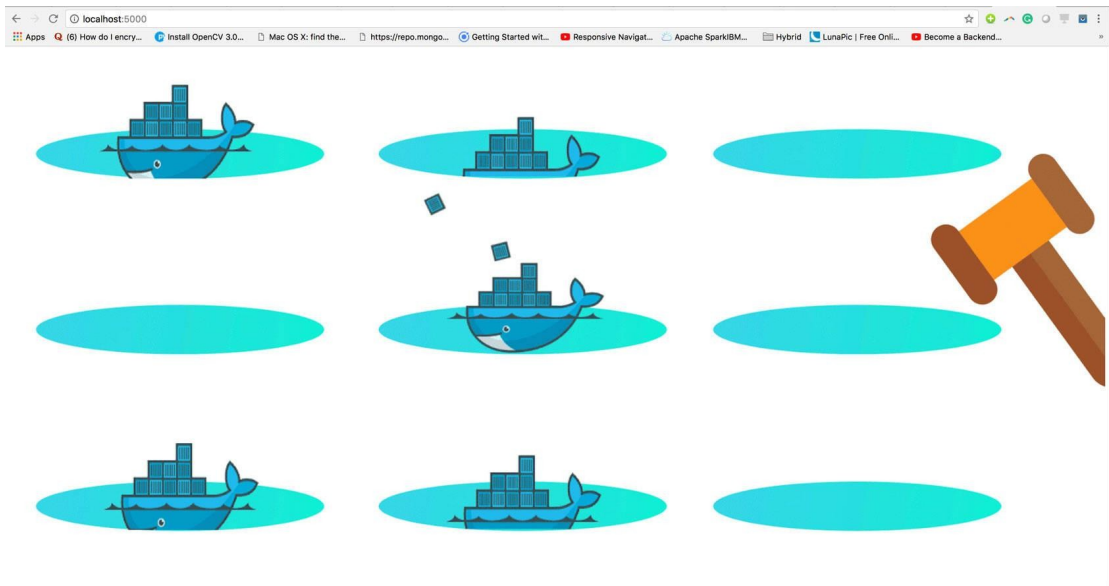 localhost:5000
Apps (6) How do I encry... Install OpenCV 3.0... Mac OS X: find the... https://repo.mongo... Getting Started wit... Responsive Navigat... Apache SparkIBM... Hybrid LunaPic | Free Onli... Become a Backend... »